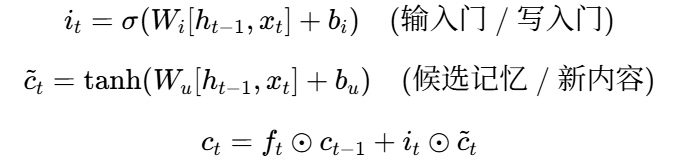 i_t = σ(W_i[h_{t−1}, x_t] + b_i) (输入门 / 写入门)
c̃_t = tanh(W_u[h_{t−1}, x_t] + b_u) (候选记忆 / 新内容)
c_t = f_t ⊙ c_{t−1} + i_t ⊙ c̃_t